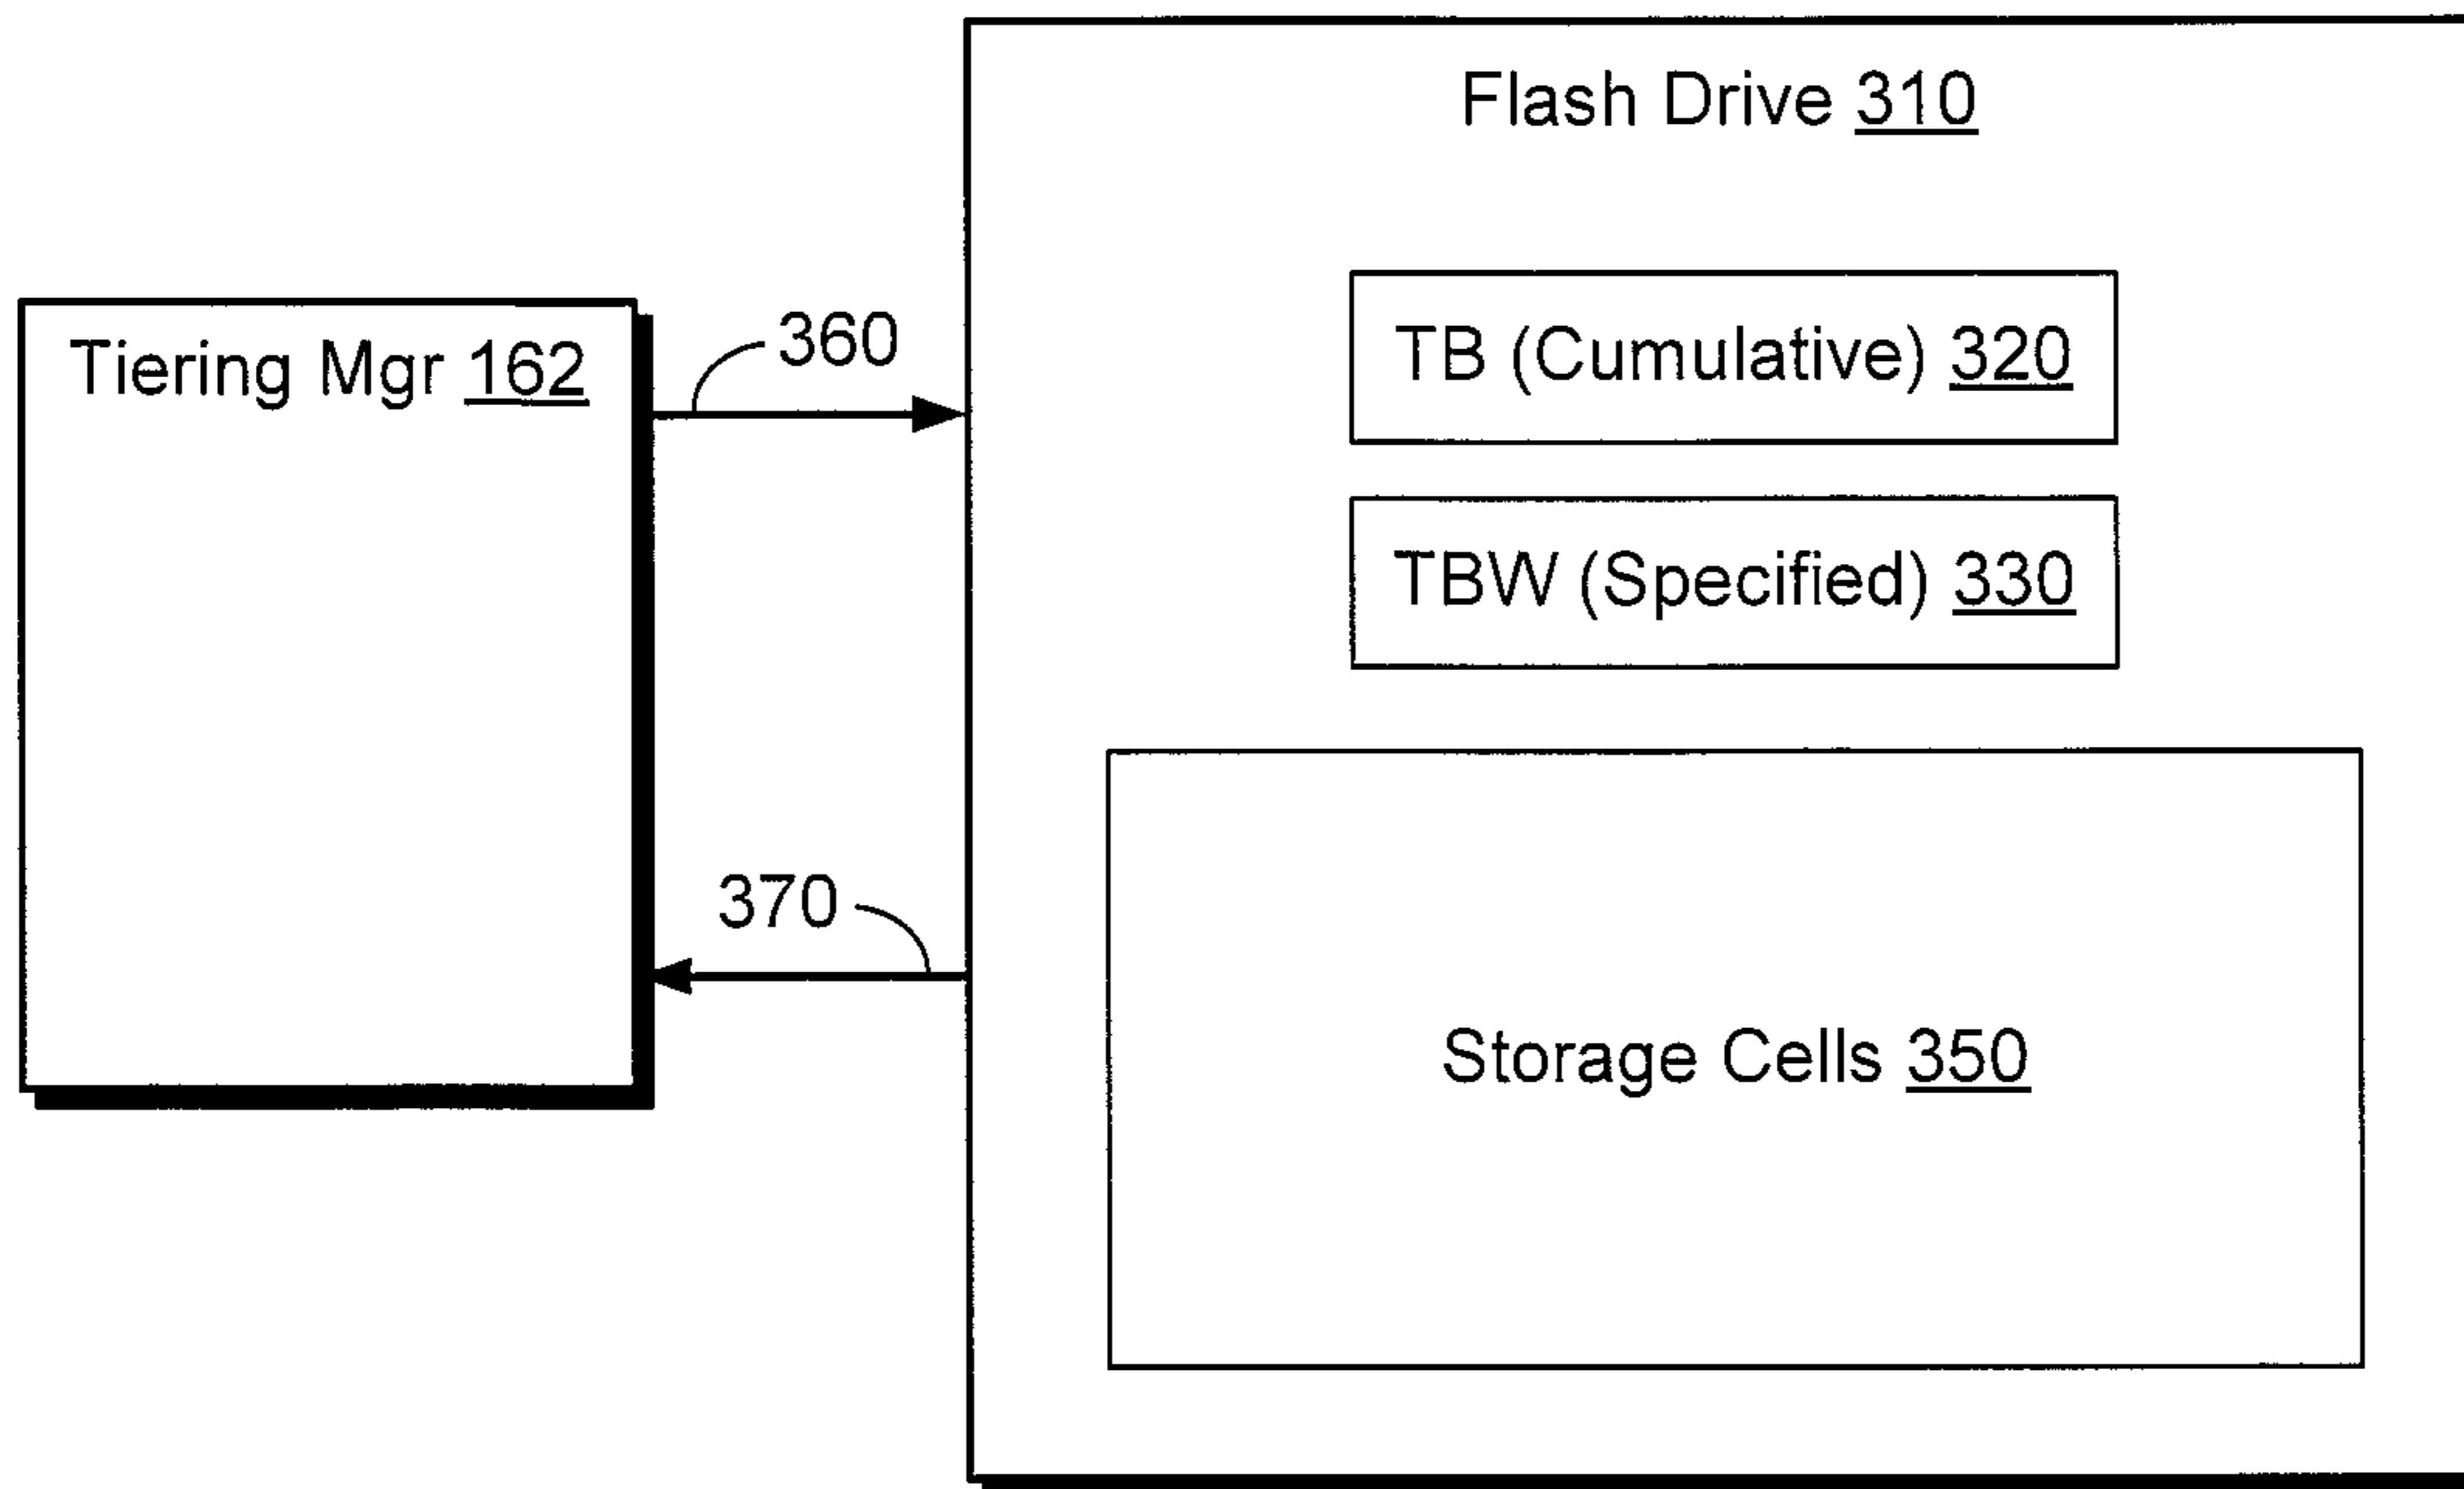 Flash Drive 310
Tiering Mgr 162
360
TB (Cumulative) 320
TBW (Specified) 330
370
Storage Cells 350